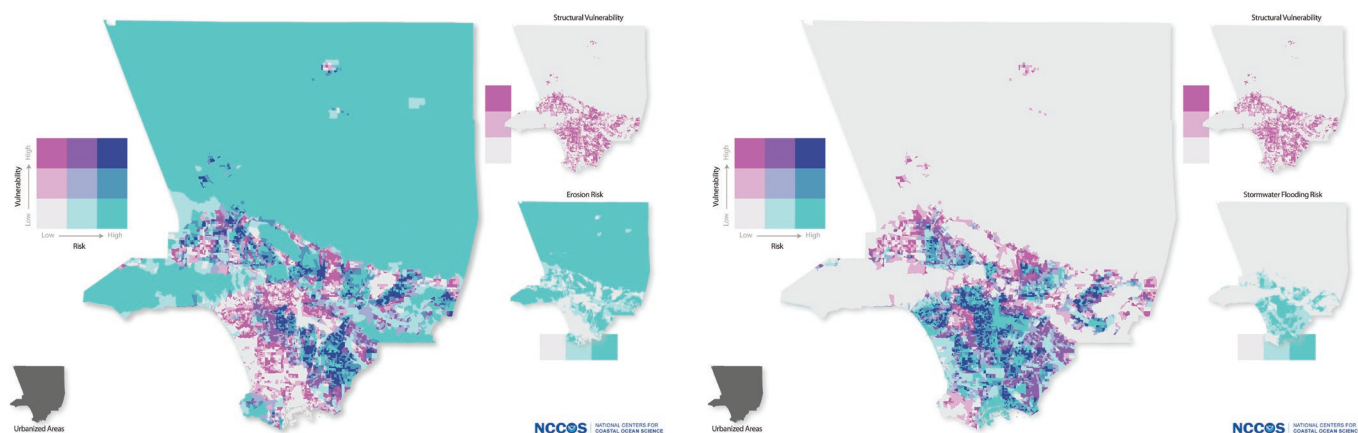 Structural Vulnerability
High
Vulnerability
Low
Low
High
Risk
Erosion Risk
Urbanized Areas
NCCOS
NATIONAL CENTERS FOR
COASTAL OCEAN SCIENCE
Structural Vulnerability
High
Vulnerability
Low
Low
High
Risk
Stormwater Flooding Risk
Urbanized Areas
NCCOS
NATIONAL CENTERS FOR
COASTAL OCEAN SCIENCE